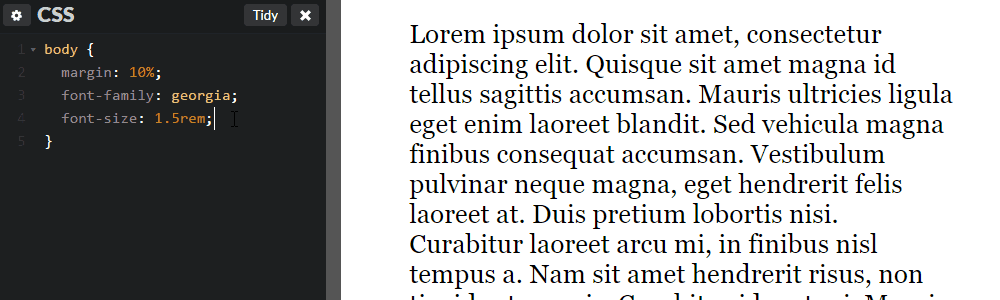 CSS
Tidy
1 body {
2 margin: 10%;
3 font-family: georgia;
4 font-size: 1.5rem;
5 }
Lorem ipsum dolor sit amet, consectetur
adipiscing elit. Quisque sit amet magna id
tellus sagittis accumsan. Mauris ultricies ligula
eget enim laoreet blandit. Sed vehicula magna
finibus consequat accumsan. Vestibulum
pulvinar neque magna, eget hendrerit felis
laoreet at. Duis pretium lobortis nisi.
Curabitur laoreet arcu mi, in finibus nisl
tempus a. Nam sit amet hendrerit risus, non